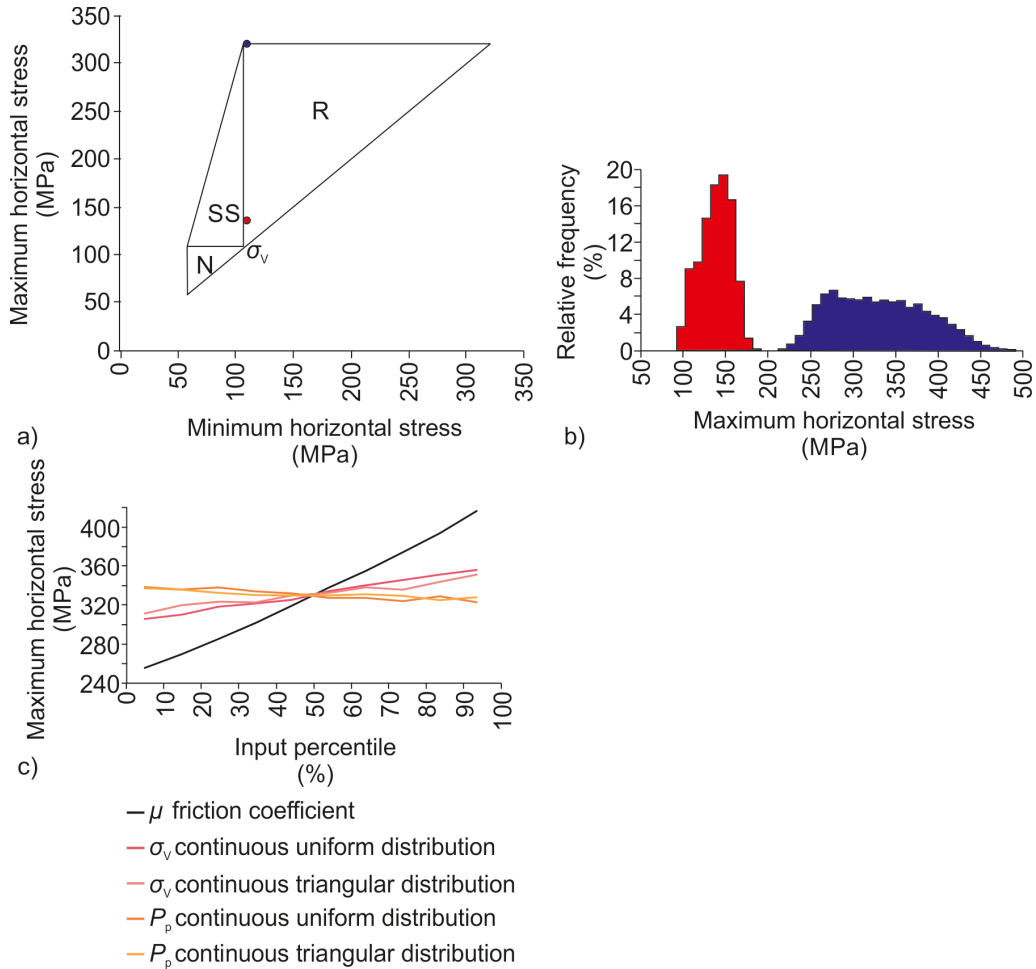 Maximum horizontal stress
(MPa)
350
300
250
200
150
100
50
0
R
SS
N
σV
0
50
100
150
200
250
300
350
Minimum horizontal stress
(MPa)
a)
Relative frequency
(%)
20
16
12
8
4
0
50
100
150
200
250
300
350
400
450
500
Maximum horizontal stress
(MPa)
b)
Maximum horizontal stress
(MPa)
400
360
320
280
240
0
10
20
30
40
50
60
70
80
90
100
Input percentile
(%)
c)
μ friction coefficient
σV continuous uniform distribution
σV continuous triangular distribution
Pp continuous uniform distribution
Pp continuous triangular distribution